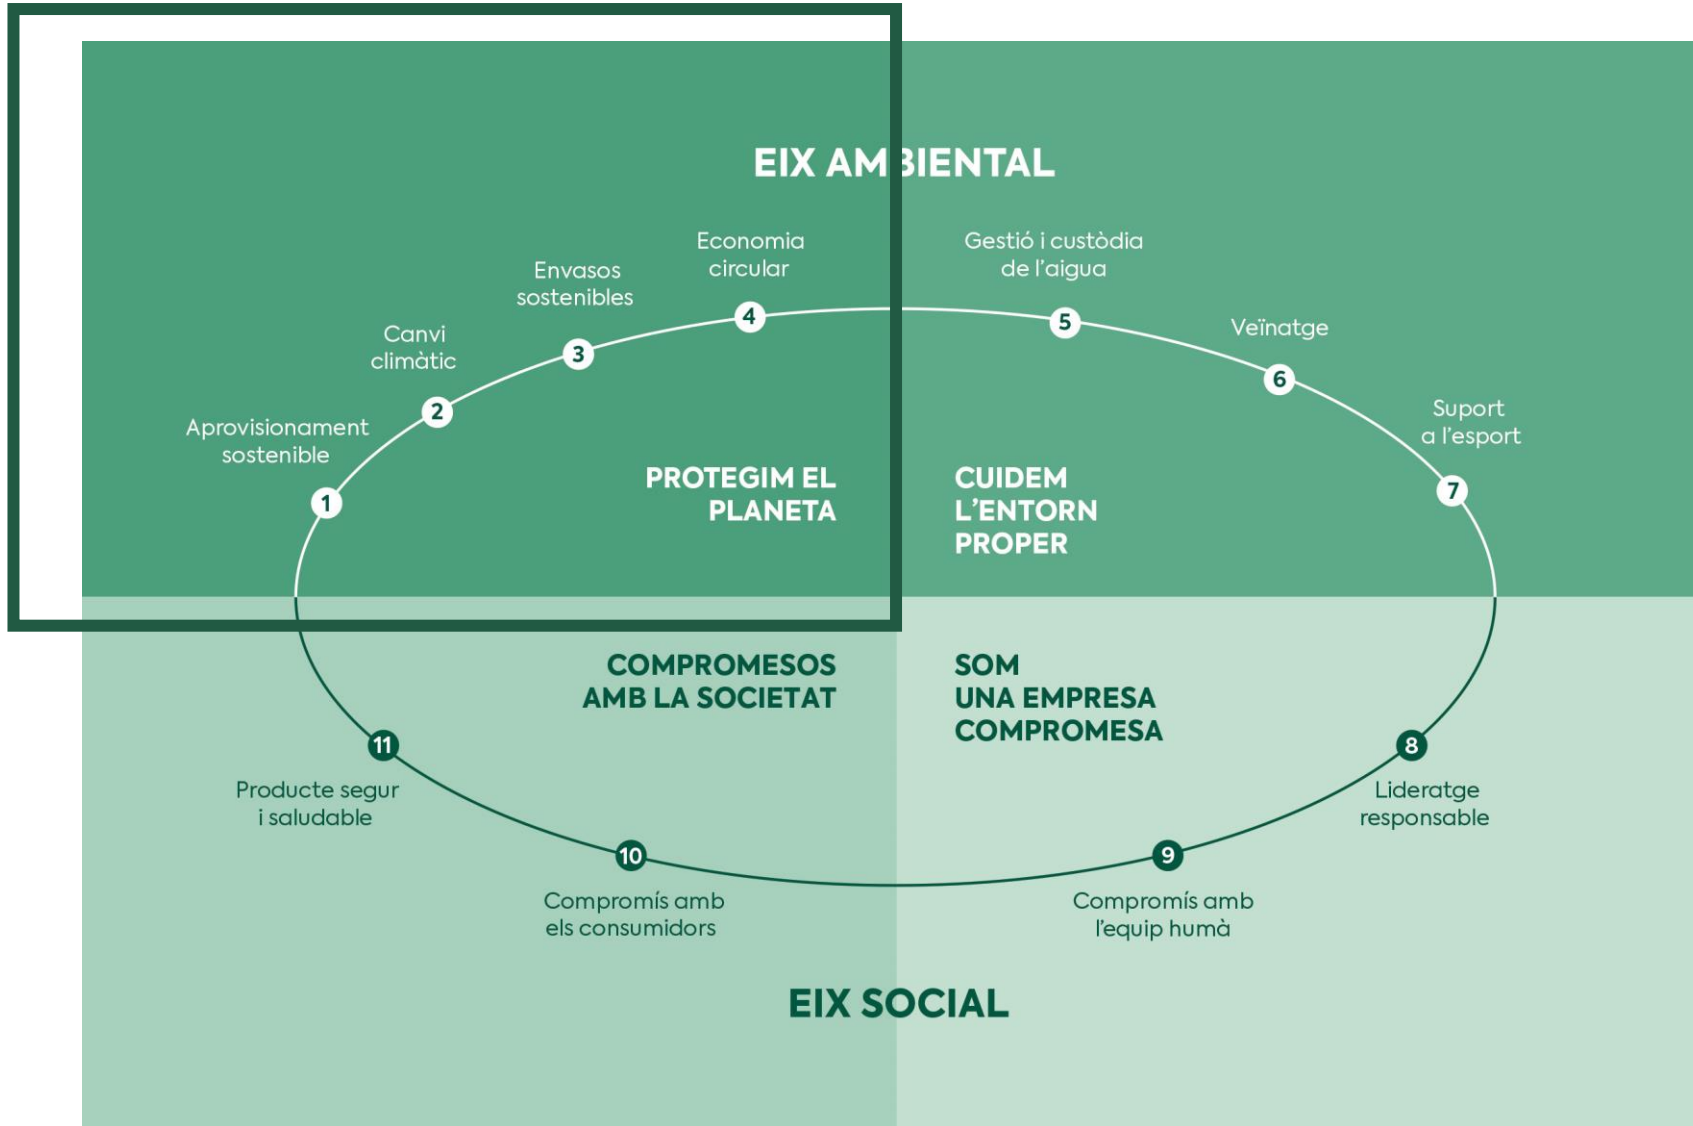 EIX AMBIENTAL
Economia
circular
Gestió i custòdia
de l'aigua
Envasos
sostenibles
Canvi
climàtic
Veïnatge
Aprovisionament
sostenible
Suport
a l'esport
4
5
3
6
2
7
1
PROTEGIM EL
PLANETA
CUIDEM
L'ENTORN
PROPER
COMPROMESOS
AMB LA SOCIETAT
SOM
UNA EMPRESA
COMPROMESA
11
Producte segur
i saludable
8
Lideratge
responsable
10
Compromís amb
els consumidors
9
Compromís amb
l'equip humà
EIX SOCIAL